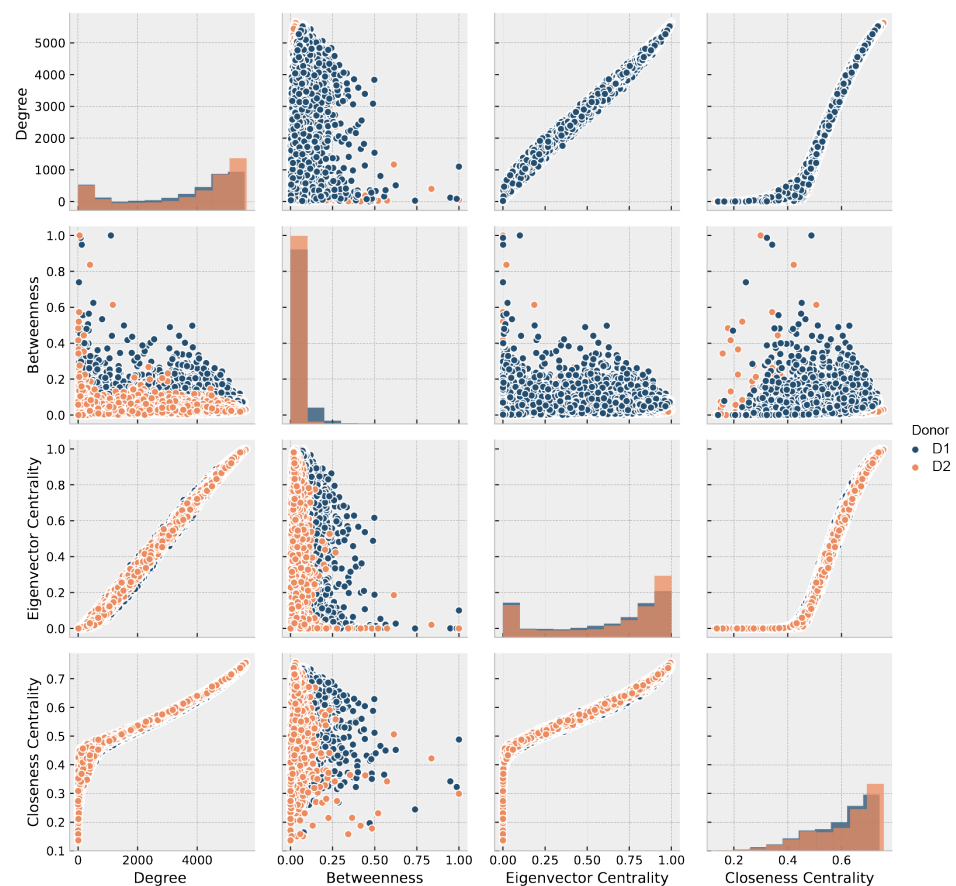 Degree
5000
4000
3000
2000
1000
0
Betweenness
1.0
0.8
0.6
0.4
0.2
0.0
Donor
D1
D2
Eigenvector Centrality
1.0
0.8
0.6
0.4
0.2
0.0
Closeness Centrality
0.7
0.6
0.5
0.4
0.3
0.2
0.1
0 2000 4000
0.00 0.25 0.50 0.75 1.00
0.00 0.25 0.50 0.75 1.00
0.2 0.4 0.6
Degree
Betweenness
Eigenvector Centrality
Closeness Centrality